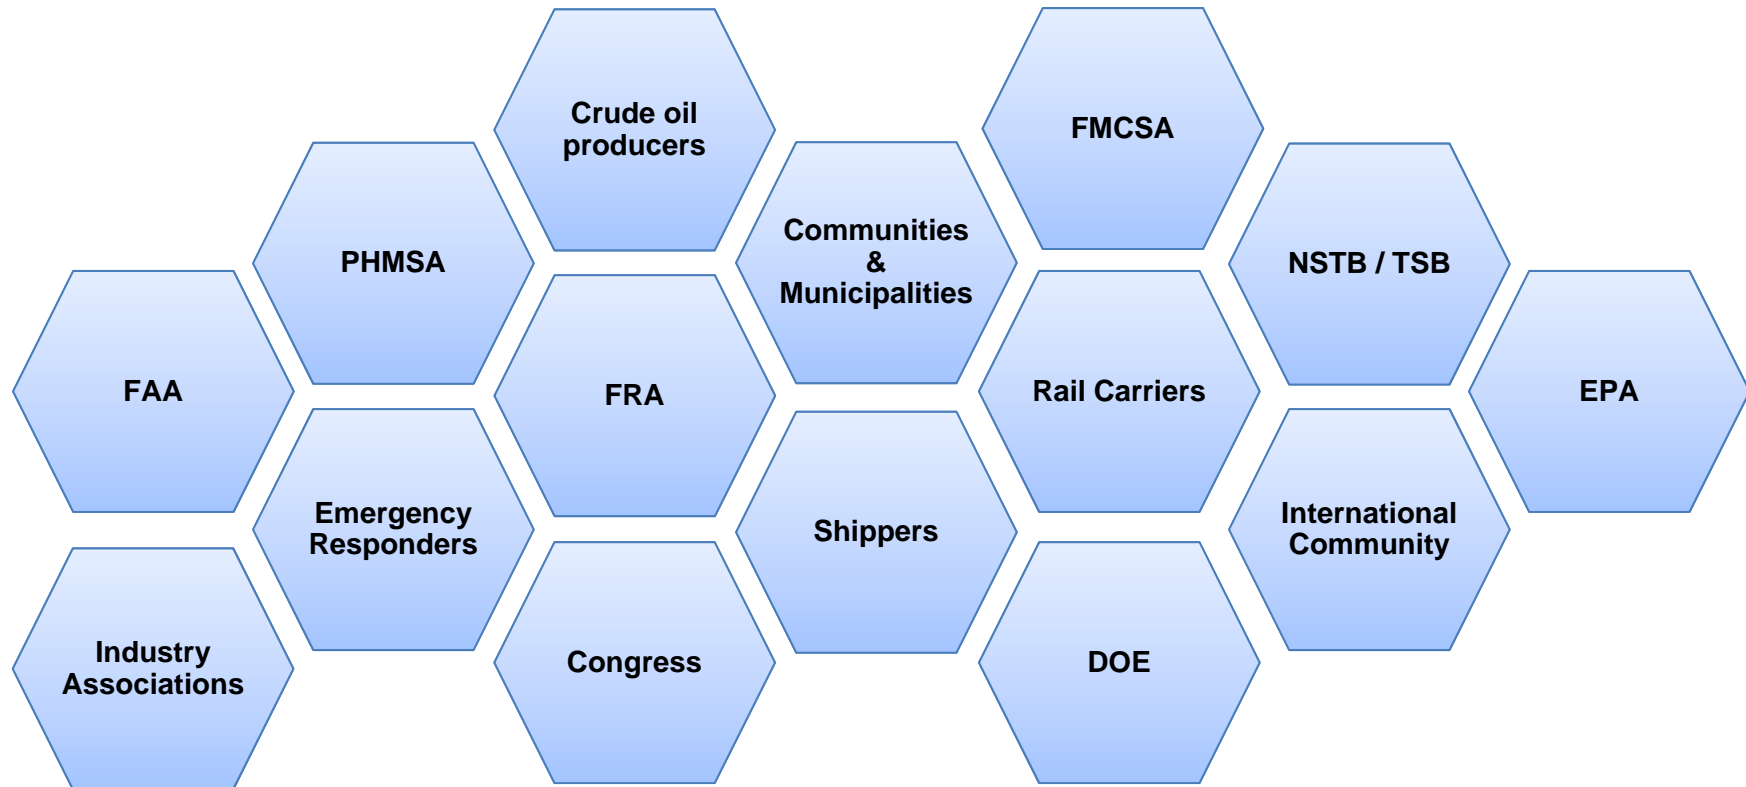 Crude oil
producers
FMCSA
PHMSA
Communities
&
Municipalities
NSTB / TSB
FAA
FRA
Rail Carriers
EPA
Emergency
Responders
Shippers
International
Community
Industry
Associations
Congress
DOE